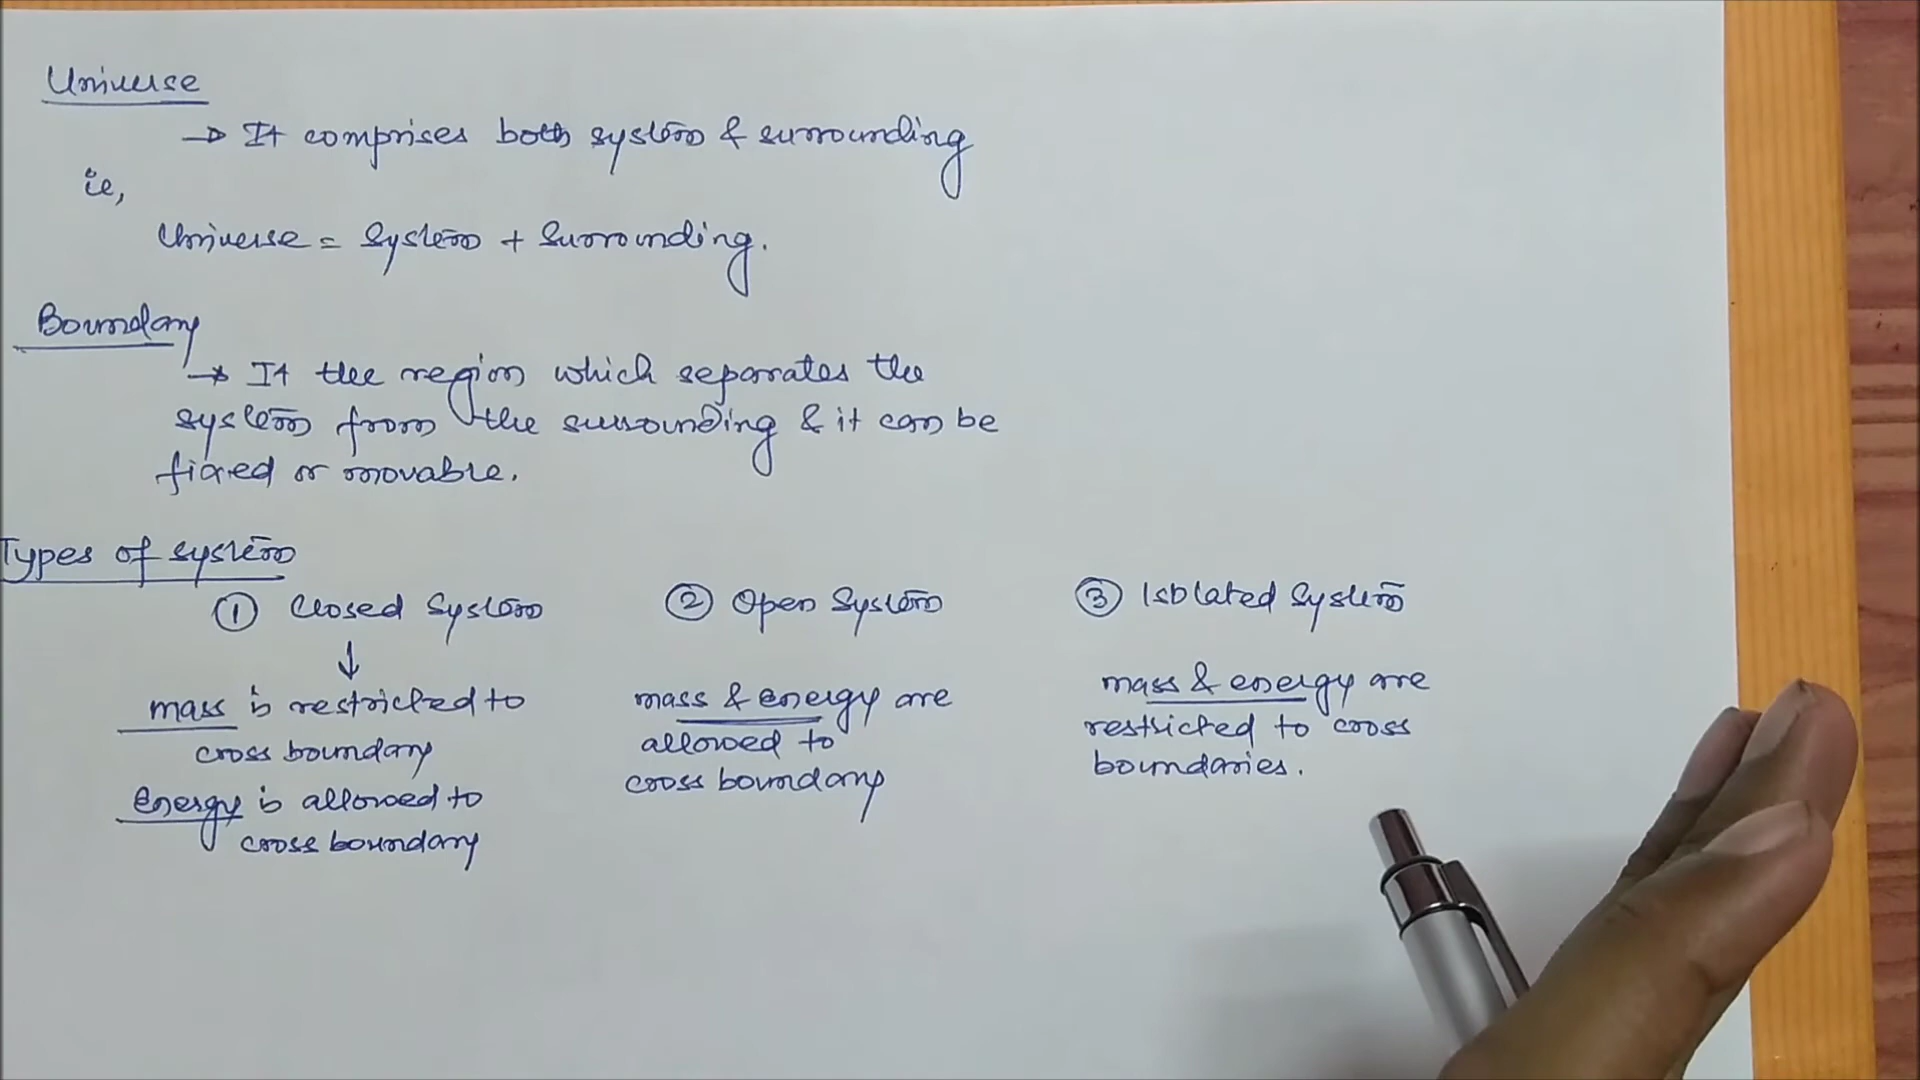 Universe
→ It comprises both system & surrounding
ie,
Universe = System + Surrounding.
Boundary
→ It the region which separates the
system from the surrounding & it can be
fixed or movable.
Types of system
① Closed System
↓
mass is restricted to
cross boundary
Energy is allowed to
cross boundary
② Open System
mass & energy are
allowed to
cross boundary
③ Isolated System
mass & energy are
restricted to cross
boundaries.